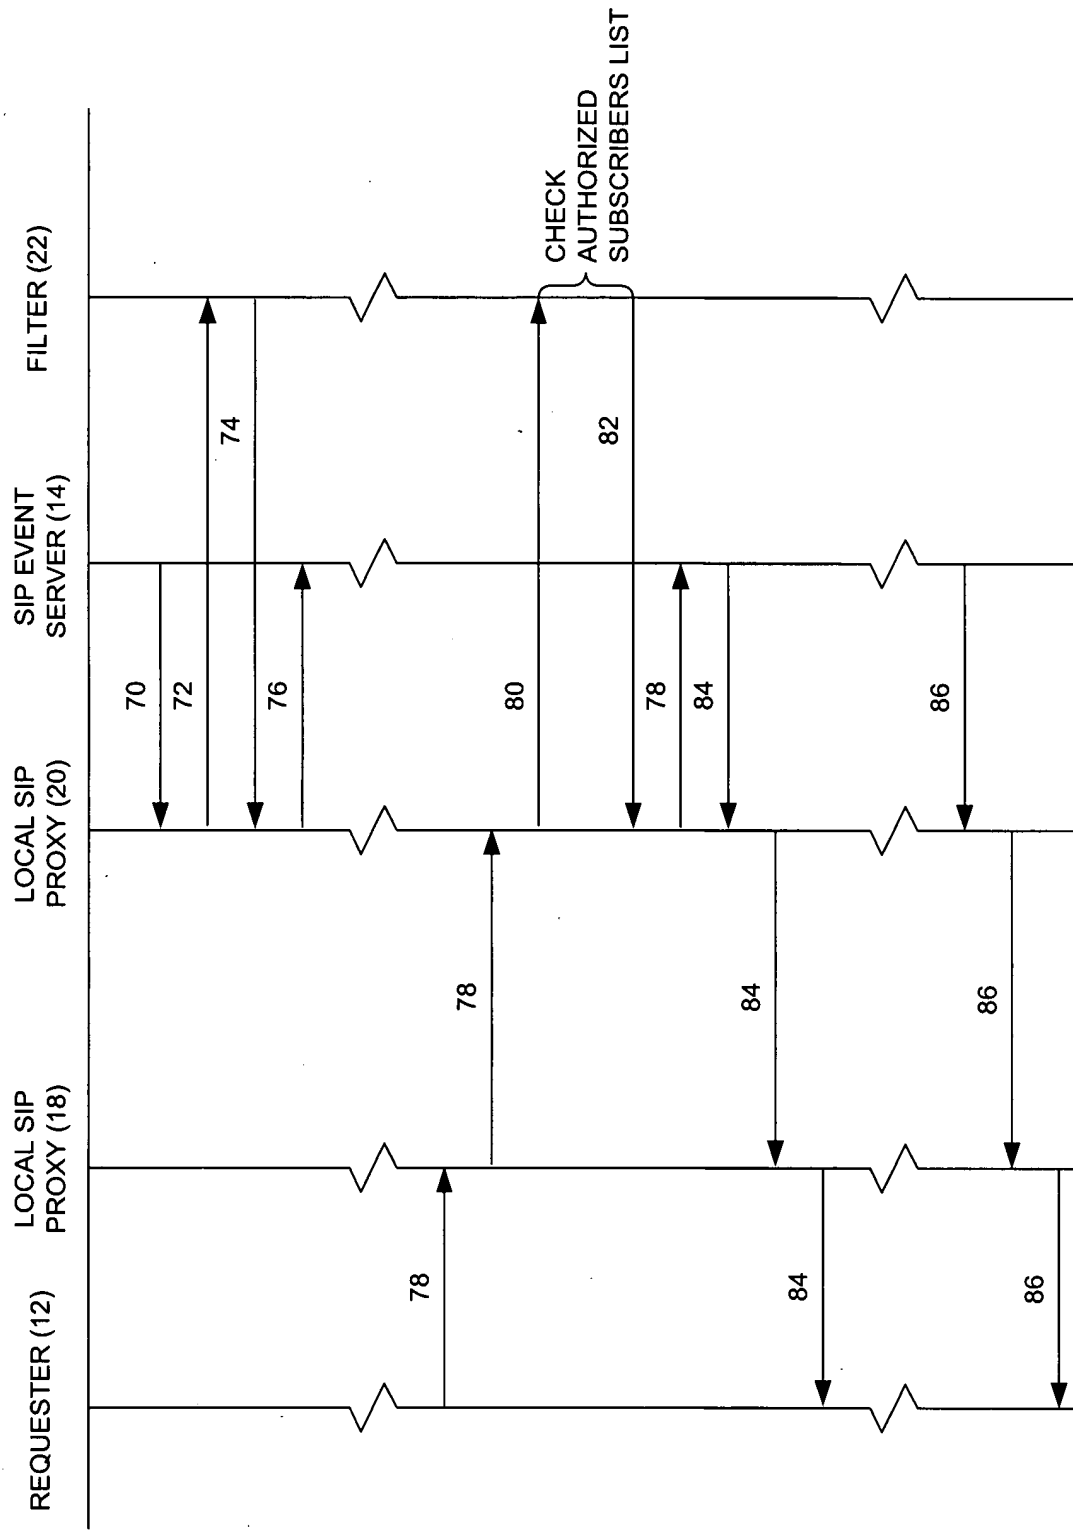 REQUESTER (12)
LOCAL SIP
PROXY (18)
LOCAL SIP
PROXY (20)
SIP EVENT
SERVER (14)
FILTER (22)
70
72
74
76
78
78
80
CHECK
AUTHORIZED
SUBSCRIBERS LIST
82
78
84
84
84
86
86
86